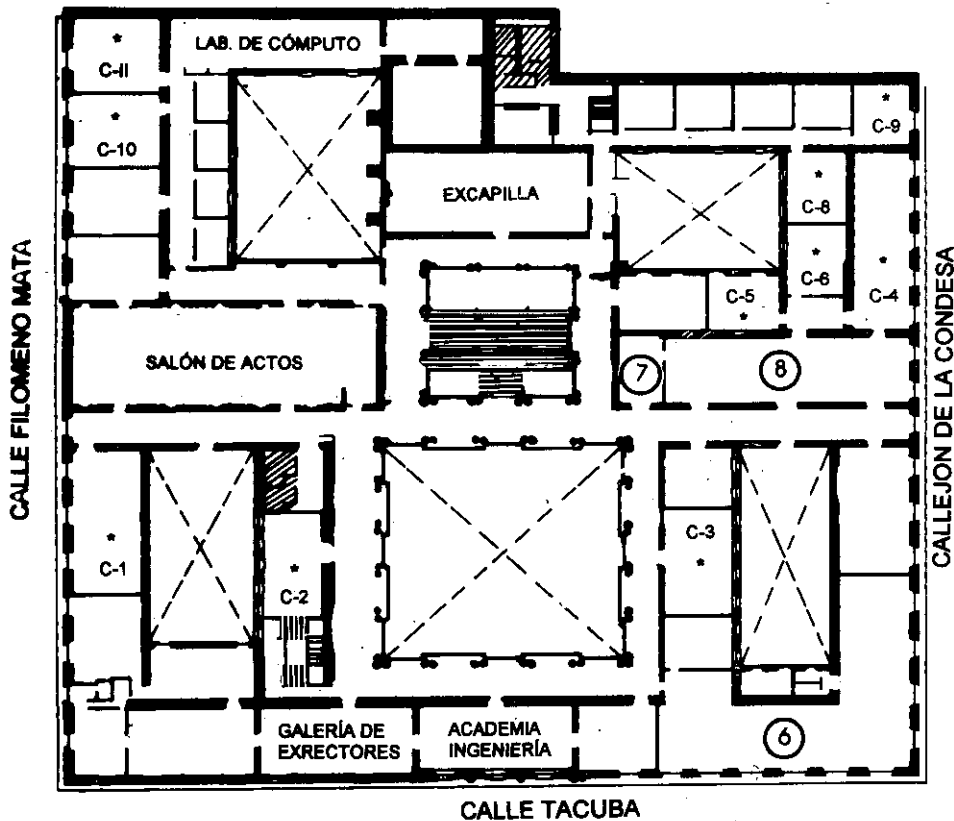 LAB. DE CÓMPUTO
*
C-II
*
C-9
*
C-10
EXCAPILLA
*
C-8
*
C-6
*
C-4
C-5
*
CALLE FILOMENO MATA
SALÓN DE ACTOS
7
8
CALLEJON DE LA CONDESA
*
C-1
*
C-2
C-3
*
GALERÍA DE
EXRECTORES
ACADEMIA
INGENIERÍA
6
CALLE TACUBA